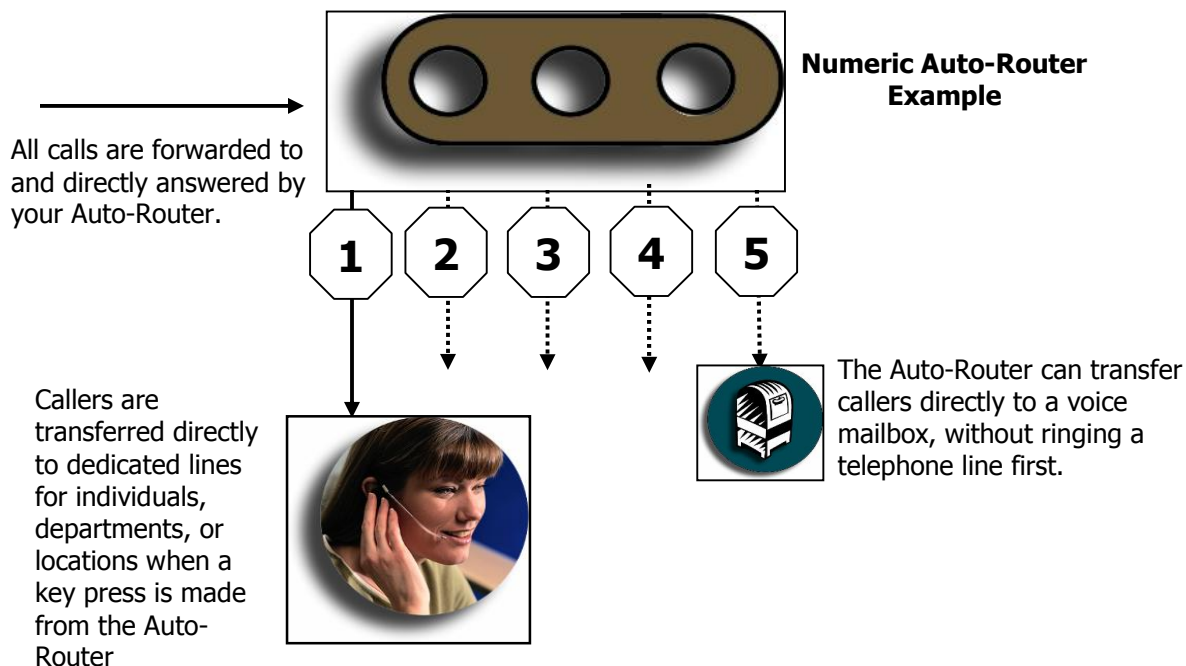 Numeric Auto-Router
Example
All calls are forwarded to
and directly answered by
your Auto-Router.
1
2
3
4
5
Callers are
transferred directly
to dedicated lines
for individuals,
departments, or
locations when a
key press is made
from the Auto-
Router
The Auto-Router can transfer
callers directly to a voice
mailbox, without ringing a
telephone line first.